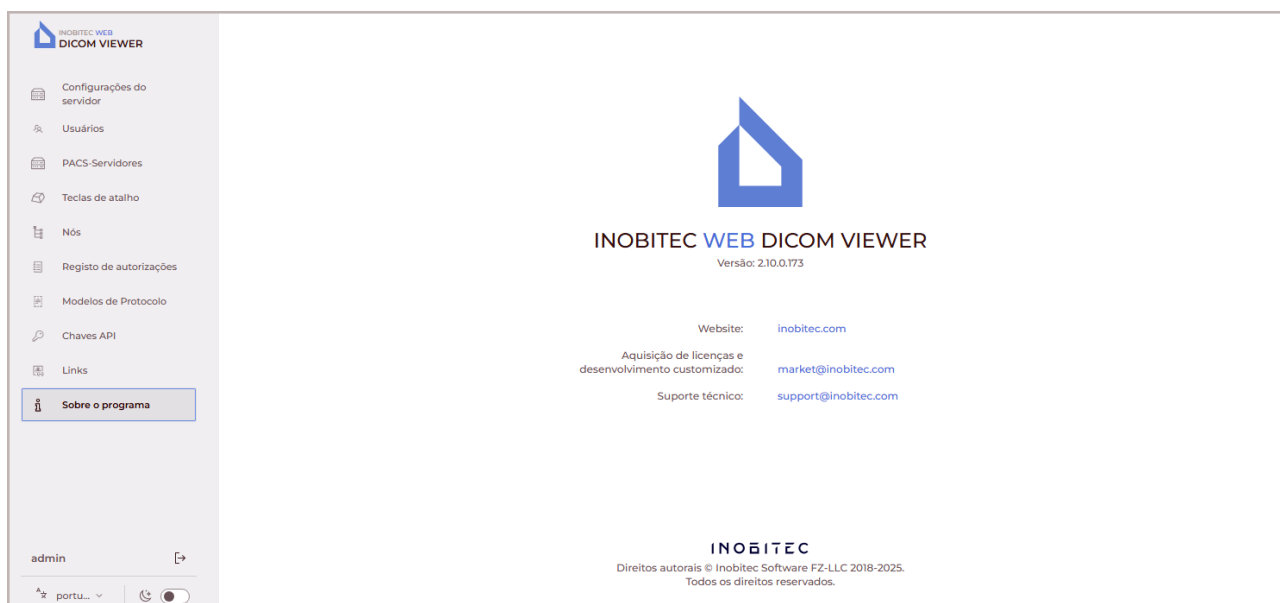 INOBITEC WEB
DICOM VIEWER
Configurações do
servidor
Usuários
PACS-Servidores
Teclas de atalho
Nós
Registo de autorizações
Modelos de Protocolo
Chaves API
Links
Sobre o programa
admin
portu...
INOBITEC WEB DICOM VIEWER
Versão: 2.10.0.173
Website: inobitec.com
Aquisição de licenças e
desenvolvimento customizado: market@inobitec.com
Suporte técnico: support@inobitec.com
INOBITEC
Direitos autorais © Inobitec Software FZ-LLC 2018-2025.
Todos os direitos reservados.